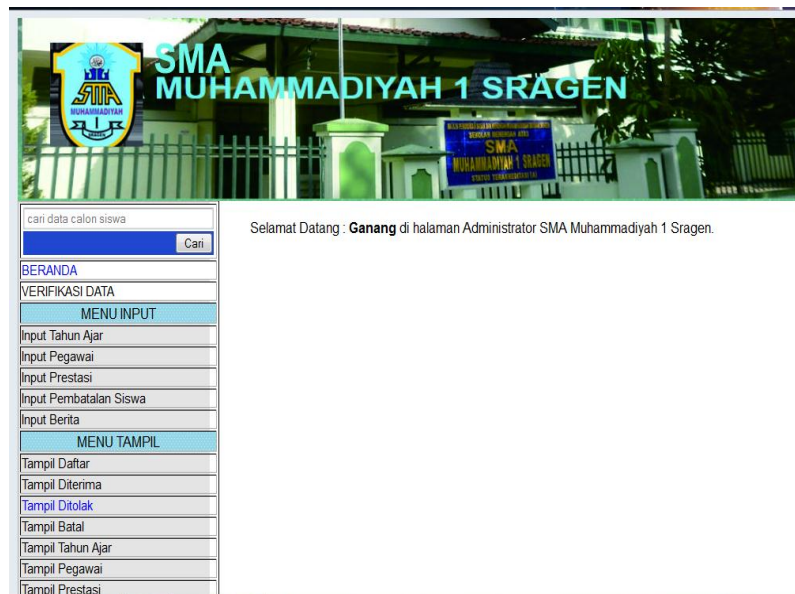 SMA
MUHAMMADIYAH 1 SRAGEN
SMA
MUHAMMADIYAH
SRAGEN
SMA
MUHAMMADIYAH 1 SRAGEN
cari data calon siswa
Cari
Selamat Datang : Ganang di halaman Administrator SMA Muhammadiyah 1 Sragen.
BERANDA
VERIFIKASI DATA
MENU INPUT
Input Tahun Ajar
Input Pegawai
Input Prestasi
Input Pembatalan Siswa
Input Berita
MENU TAMPIL
Tampil Daftar
Tampil Diterima
Tampil Ditolak
Tampil Batal
Tampil Tahun Ajar
Tampil Pegawai
Tampil Prestasi